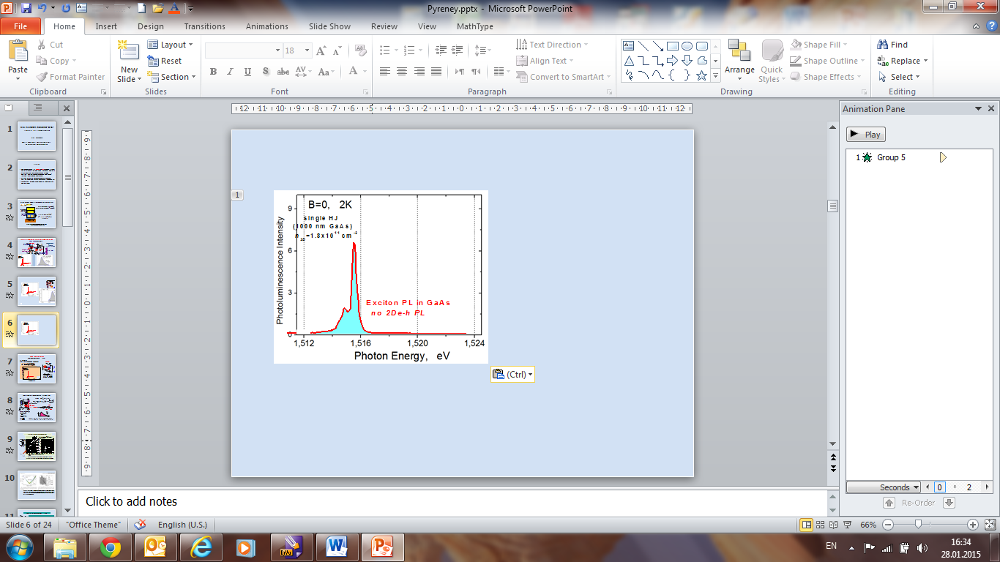 Pyreney.pptx - Microsoft PowerPoint
File Home Insert Design Transitions Animations Slide Show Review View MathType
Paste
Cut
Copy
Format Painter
Clipboard
New Slide
Layout
Reset
Section
Slides
18
Font
Paragraph
Text Direction
Align Text
Convert to SmartArt
Arrange
Quick Styles
Shape Fill
Shape Outline
Shape Effects
Drawing
Find
Replace
Select
Editing
12 11 10 9 8 7 6 5 4 3 2 1 0 1 2 3 4 5 6 7 8 9 10 11 12
9 8 7 6 5 4 3 2 1 0 1 2 3 4 5 6 7 8 9
1
2
3
4
5
6
7
8
9
10
11
1
B=0, 2K
single HJ
(1000 nm GaAs)
n2D=1.8x10^11 cm^-2
Exciton PL in GaAs
no 2De-h PL
Photoluminescence Intensity
9
6
3
0
1,512 1,516 1,520 1,524
Photon Energy, eV
(Ctrl)
Click to add notes
Animation Pane
Play
1 Group 5
Seconds 0 2
Re-Order
Slide 6 of 24 "Office Theme" English (U.S.) 66%
EN 16:34
28.01.2015